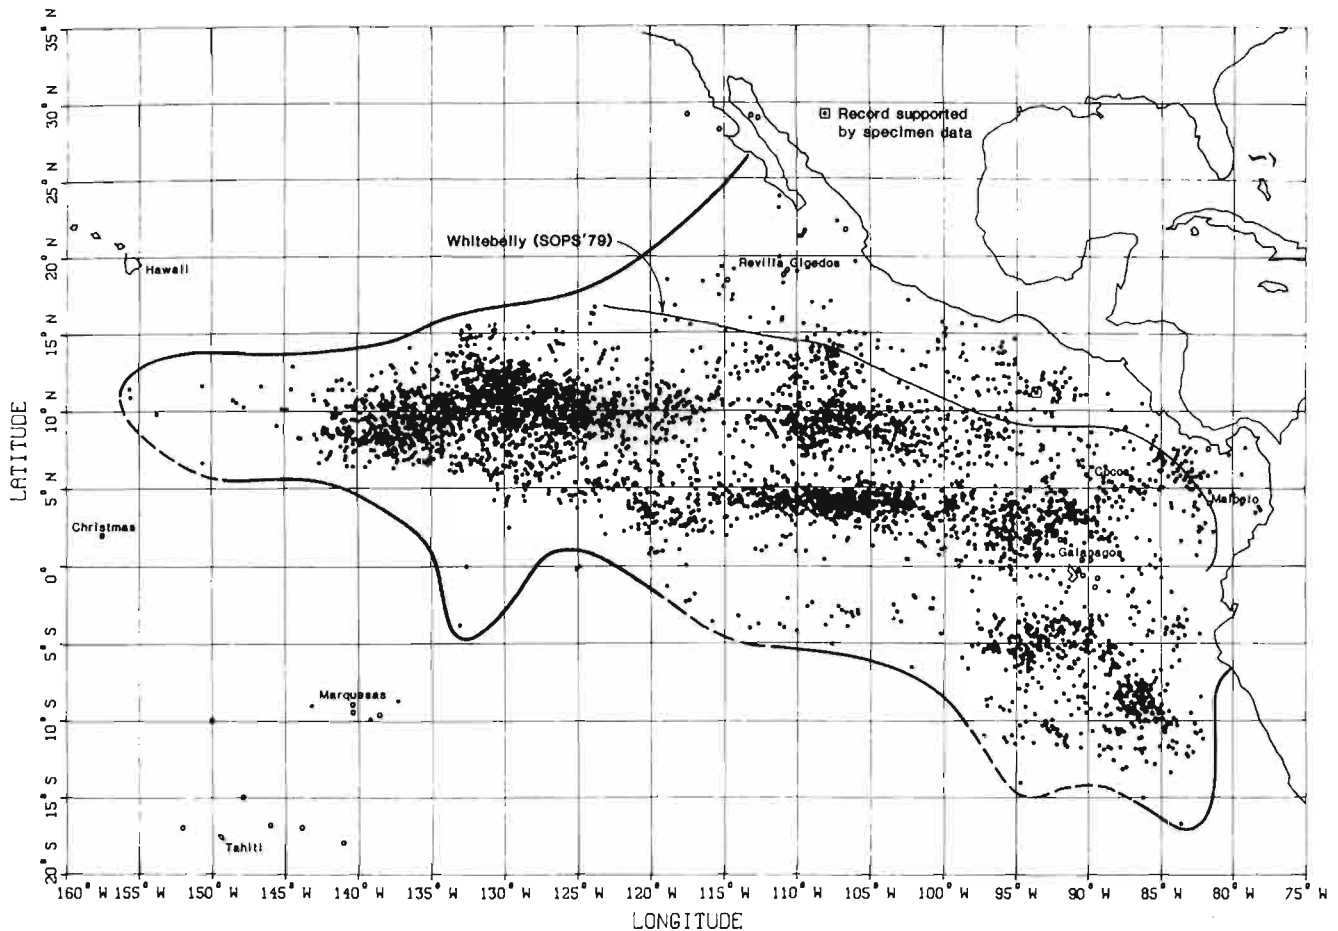 35° N
30° N
25° N
20° N
15° N
10° N
5° N
0°
5° S
10° S
15° S
20° S
LATITUDE
Record supported
by specimen data
Whitebelly (SOPS'79)
Revilla Gigedos
Hawaii
Cocos
Malpelo
Christmas
Galapagos
Marquesas
Tahiti
160° W 155° W 150° W 145° W 140° W 135° W 130° W 125° W 120° W 115° W 110° W 105° W 100° W 95° W 90° W 85° W 80° W 75° W
LONGITUDE